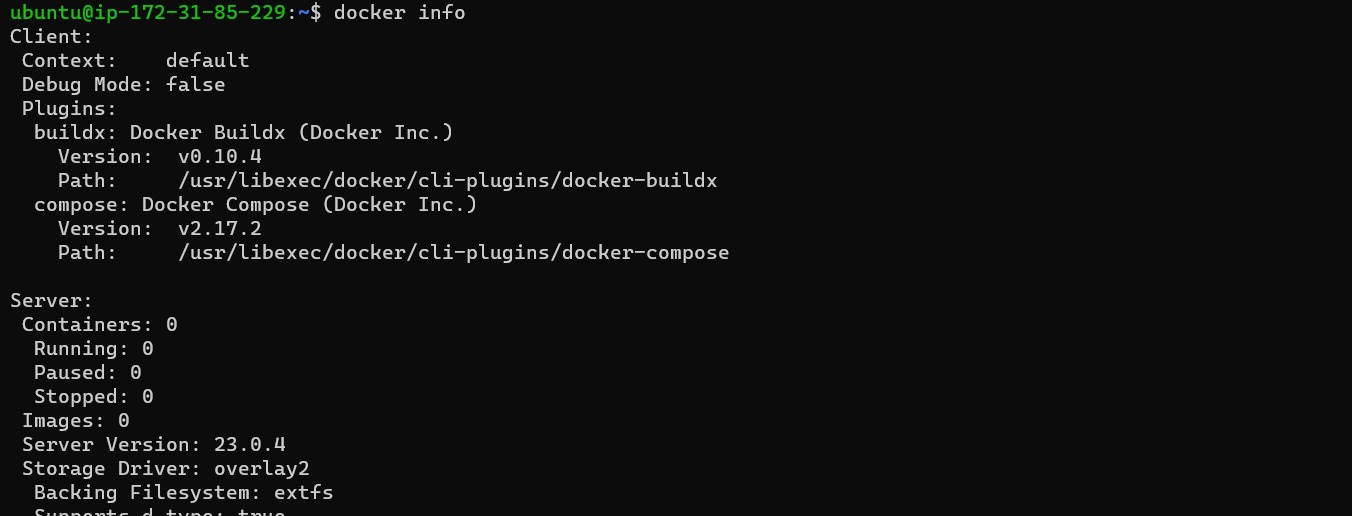 ubuntu@ip-172-31-85-229:~$ docker info
Client:
 Context:    default
 Debug Mode: false
 Plugins:
  buildx: Docker Buildx (Docker Inc.)
    Version:  v0.10.4
    Path:     /usr/libexec/docker/cli-plugins/docker-buildx
  compose: Docker Compose (Docker Inc.)
    Version:  v2.17.2
    Path:     /usr/libexec/docker/cli-plugins/docker-compose

Server:
 Containers: 0
  Running: 0
  Paused: 0
  Stopped: 0
 Images: 0
 Server Version: 23.0.4
 Storage Driver: overlay2
  Backing Filesystem: extfs
  Supports d_type: true